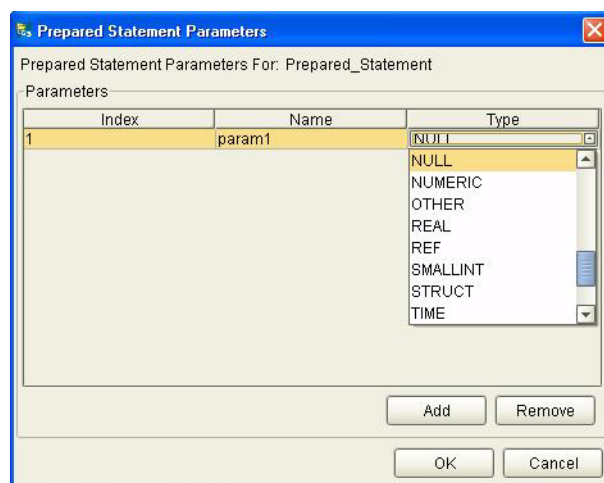 Prepared Statement Parameters
Prepared Statement Parameters For: Prepared_Statement
Parameters
Index Name Type
1 param1 NULL
NULL
NUMERIC
OTHER
REAL
REF
SMALLINT
STRUCT
TIME
Add Remove
OK Cancel